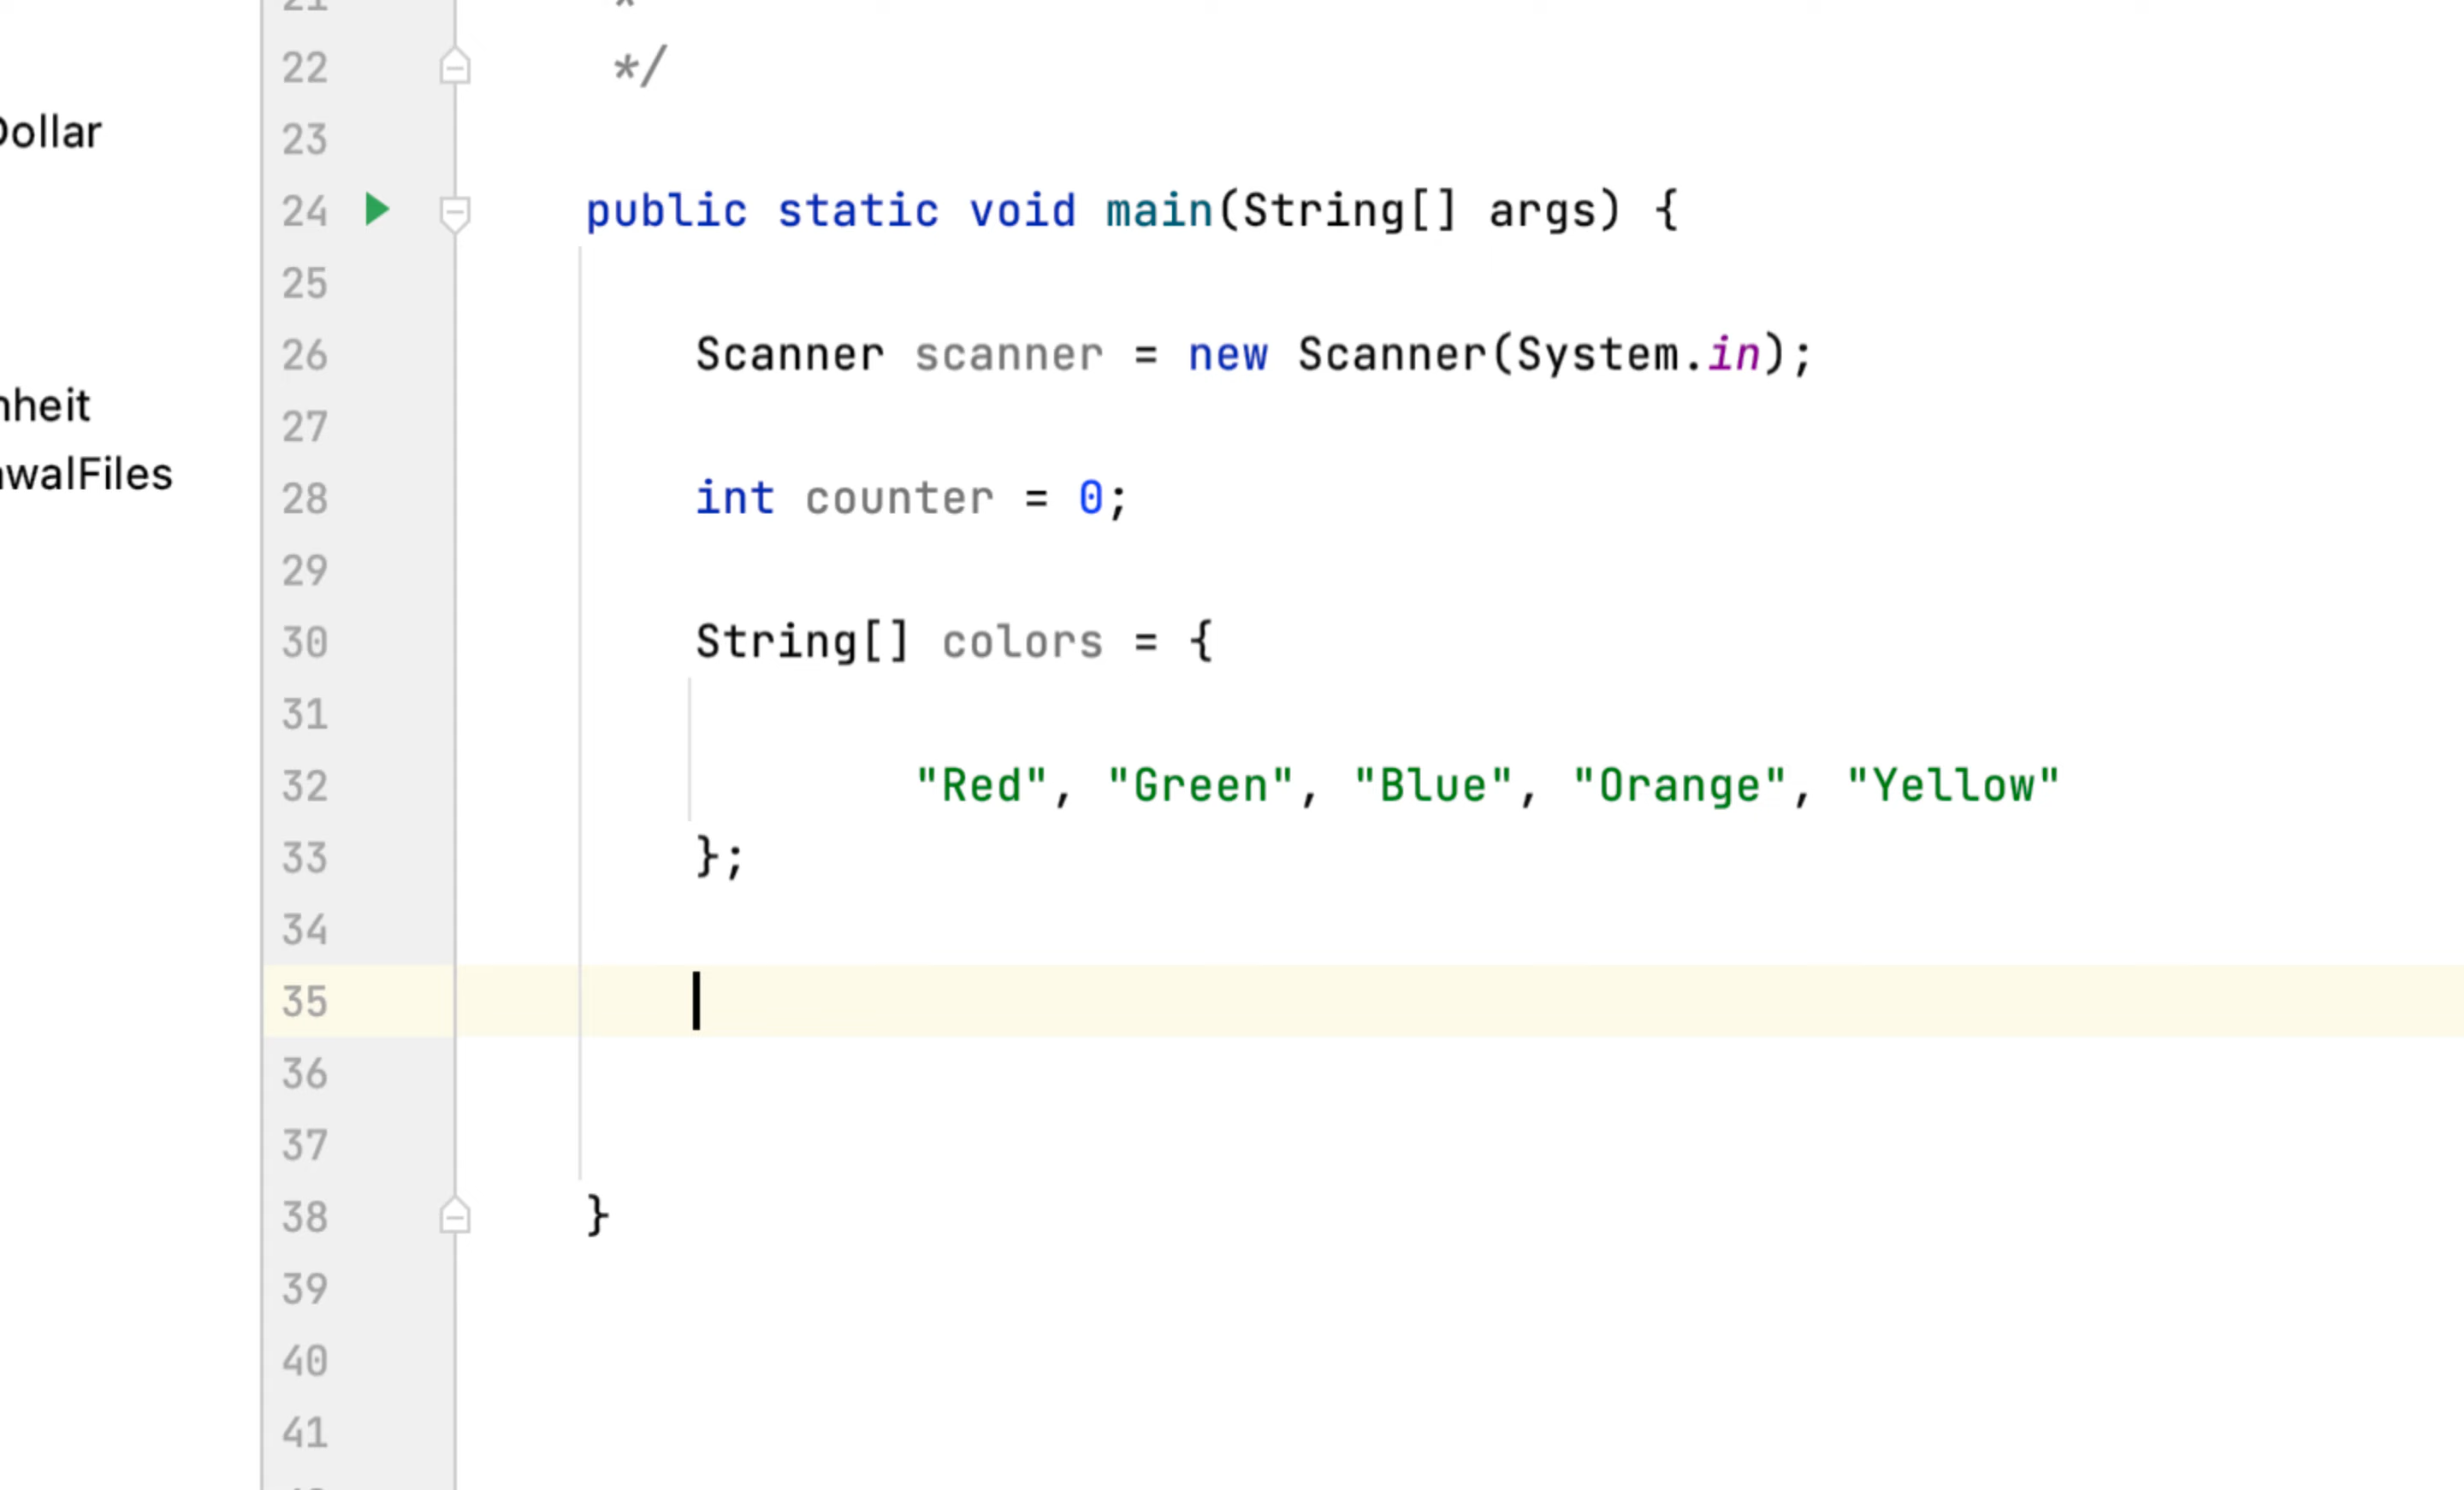 *
22 */
Dollar
23
24 public static void main(String[] args) {
25
26 Scanner scanner = new Scanner(System.in);
nheit
27
walFiles
28 int counter = 0;
29
30 String[] colors = {
31
32 "Red", "Green", "Blue", "Orange", "Yellow"
33 };
34
35
36
37
38 }
39
40
41